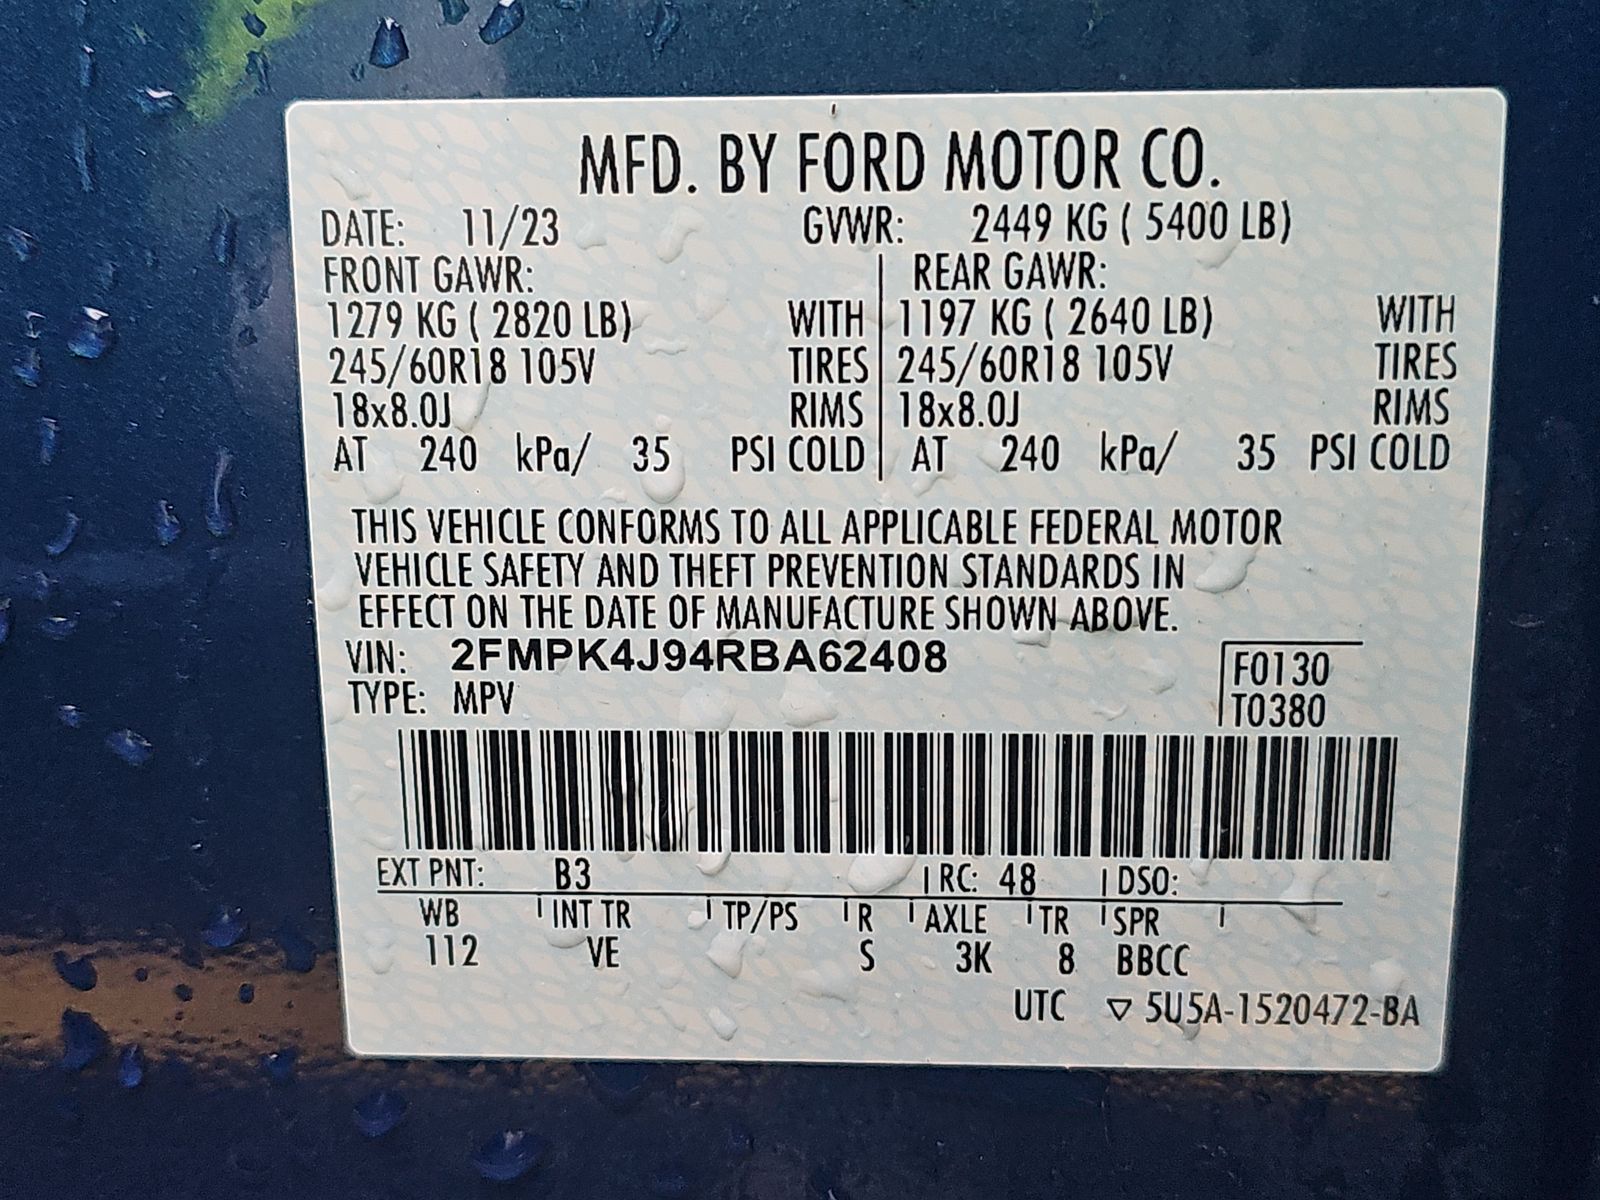 MFD. BY FORD MOTOR CO.
DATE: 11/23 GVWR: 2449 KG ( 5400 LB)
FRONT GAWR: REAR GAWR:
1279 KG ( 2820 LB) WITH 1197 KG ( 2640 LB) WITH
245/60R18 105V TIRES 245/60R18 105V TIRES
18x8.0J RIMS 18x8.0J RIMS
AT 240 kPa/ 35 PSI COLD AT 240 kPa/ 35 PSI COLD
THIS VEHICLE CONFORMS TO ALL APPLICABLE FEDERAL MOTOR
VEHICLE SAFETY AND THEFT PREVENTION STANDARDS IN
EFFECT ON THE DATE OF MANUFACTURE SHOWN ABOVE.
VIN: 2FMPK4J94RBA62408 F0130
TYPE: MPV T0380
EXT PNT: B3 RC: 48 DSO:
WB INT TR TP/PS R AXLE TR SPR
112 VE S 3K 8 BBCC
UTC ▽ 5U5A-1520472-BA